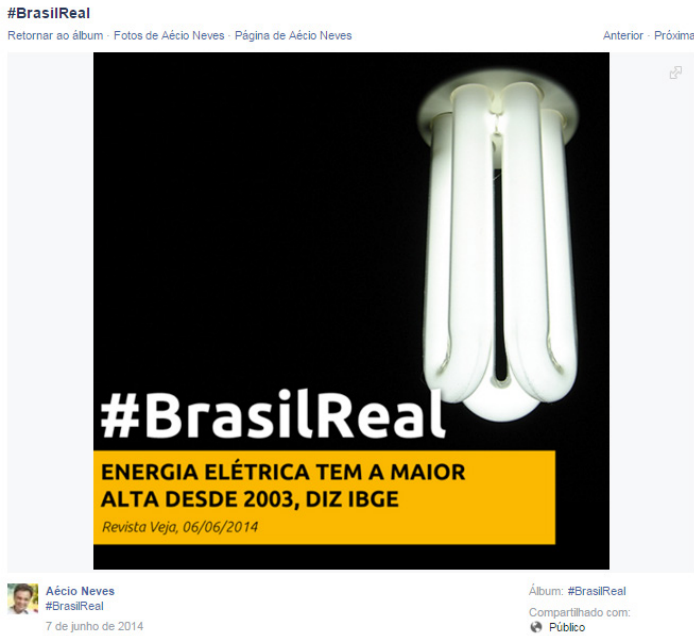 #BrasilReal
Retornar ao álbum · Fotos de Aécio Neves · Página de Aécio Neves
Anterior · Próxima
#BrasilReal
ENERGIA ELÉTRICA TEM A MAIOR
ALTA DESDE 2003, DIZ IBGE
Revista Veja, 06/06/2014
Aécio Neves
#BrasilReal
7 de junho de 2014
Álbum: #BrasilReal
Compartilhado com:
Público